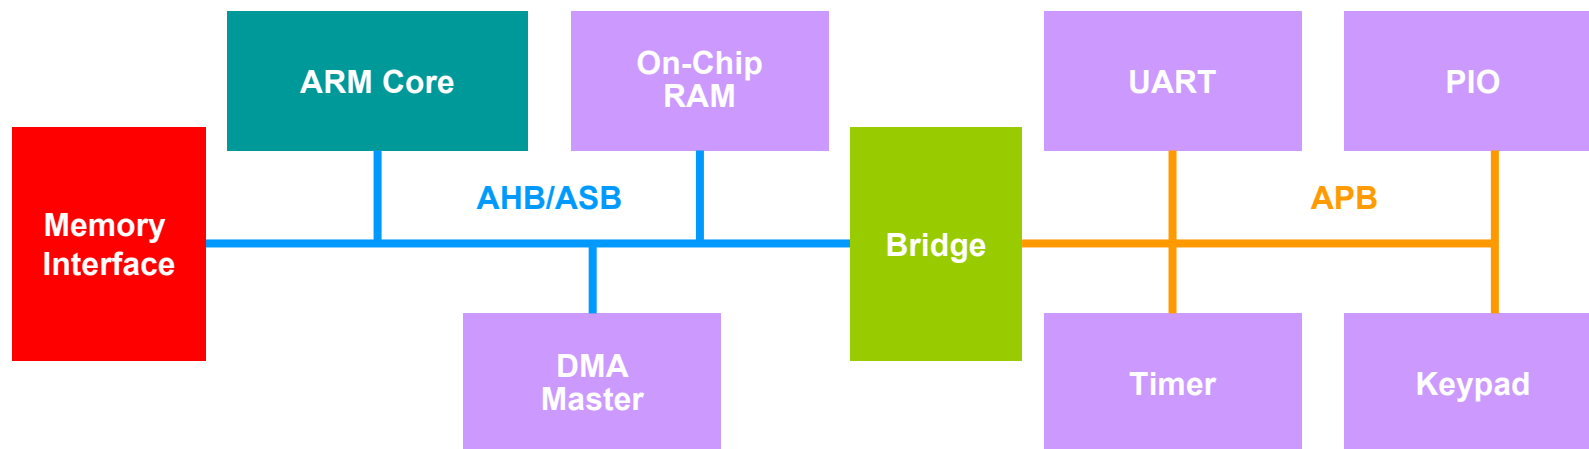 ARM Core
On-Chip
RAM
UART
PIO
AHB/ASB
APB
Memory
Interface
Bridge
DMA
Master
Timer
Keypad